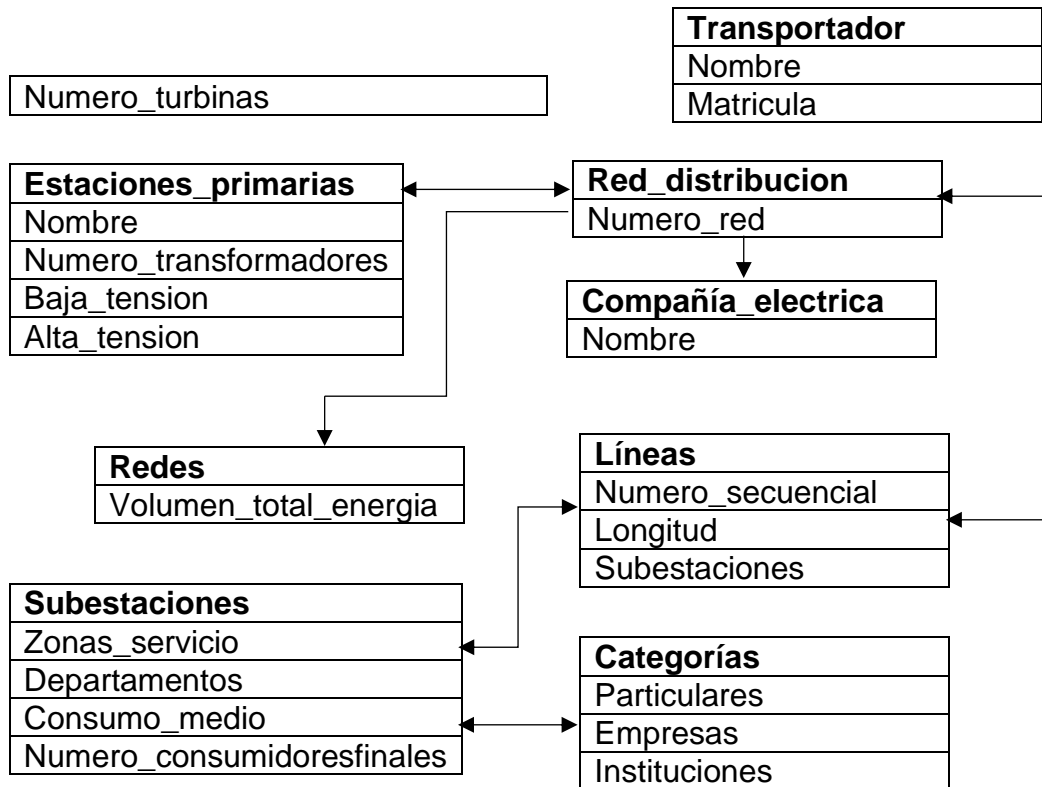 Transportador
Nombre
Matricula
Numero_turbinas
Estaciones_primarias
Nombre
Numero_transformadores
Baja_tension
Alta_tension
Red_distribucion
Numero_red
Compañía_electrica
Nombre
Redes
Volumen_total_energia
Líneas
Numero_secuencial
Longitud
Subestaciones
Subestaciones
Zonas_servicio
Departamentos
Consumo_medio
Numero_consumidoresfinales
Categorías
Particulares
Empresas
Instituciones